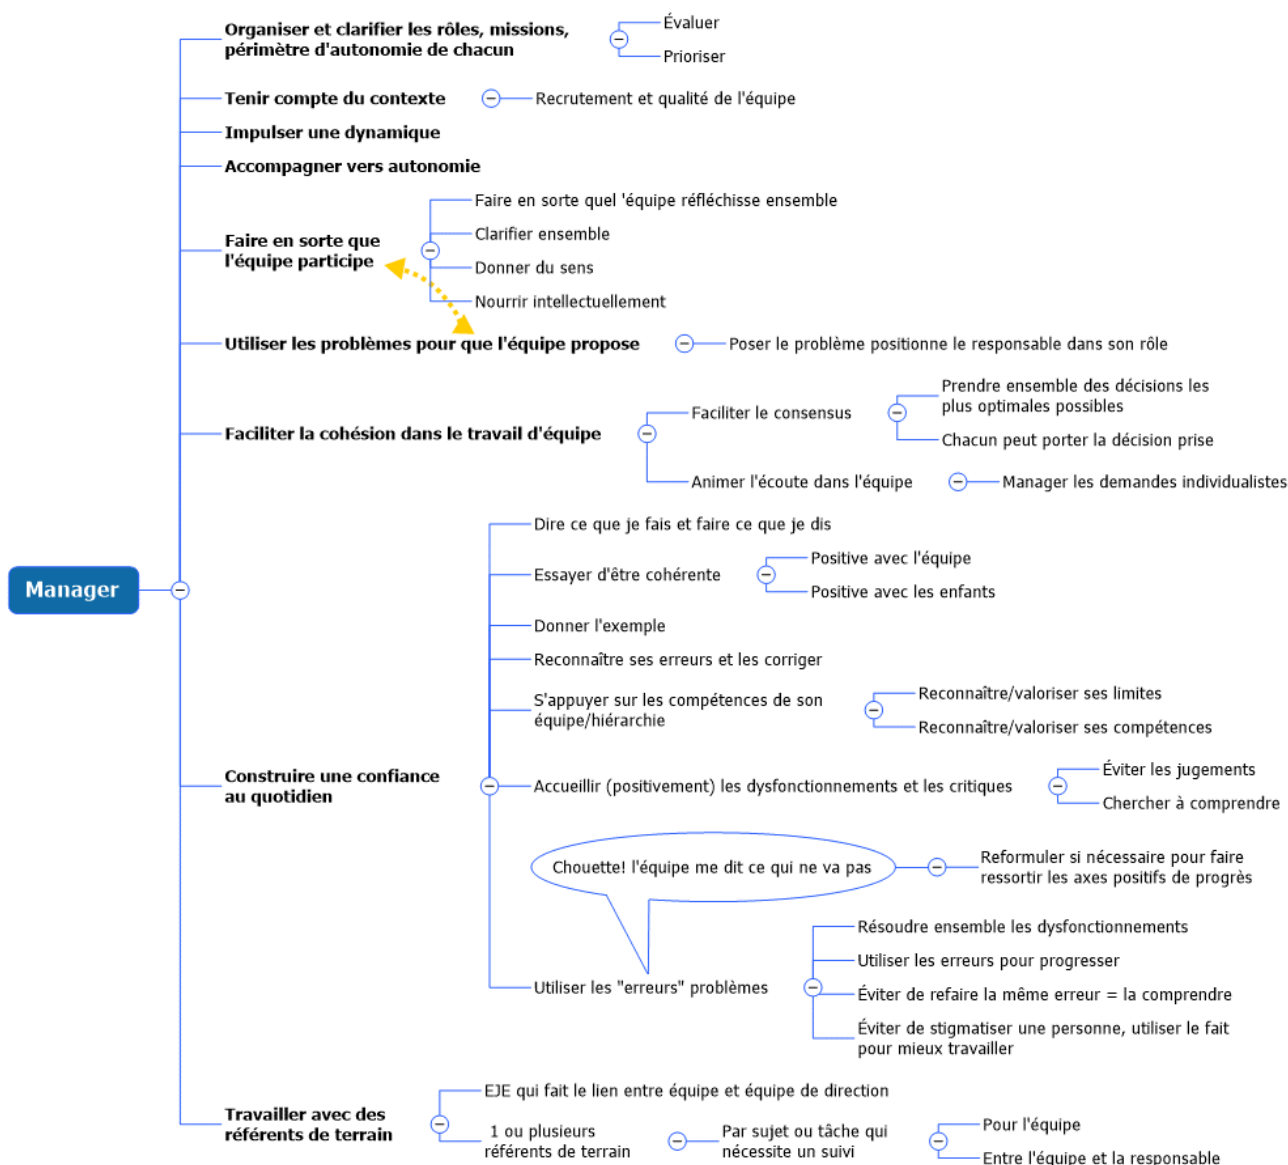 Organiser et clarifier les rôles, missions,
périmètre d'autonomie de chacun
Évaluer
Prioriser
Tenir compte du contexte
Recrutement et qualité de l'équipe
Impulser une dynamique
Accompagner vers autonomie
Faire en sorte que
l'équipe participe
Faire en sorte quel 'équipe réfléchisse ensemble
Clarifier ensemble
Donner du sens
Nourrir intellectuellement
Utiliser les problèmes pour que l'équipe propose
Poser le problème positionne le responsable dans son rôle
Faciliter la cohésion dans le travail d'équipe
Faciliter le consensus
Prendre ensemble des décisions les
plus optimales possibles
Chacun peut porter la décision prise
Animer l'écoute dans l'équipe
Manager les demandes individualistes
Manager
Construire une confiance
au quotidien
Dire ce que je fais et faire ce que je dis
Essayer d'être cohérente
Positive avec l'équipe
Positive avec les enfants
Donner l'exemple
Reconnaître ses erreurs et les corriger
S'appuyer sur les compétences de son
équipe/hiérarchie
Reconnaître/valoriser ses limites
Reconnaître/valoriser ses compétences
Accueillir (positivement) les dysfonctionnements et les critiques
Éviter les jugements
Chercher à comprendre
Chouette! l'équipe me dit ce qui ne va pas
Reformuler si nécessaire pour faire
ressortir les axes positifs de progrès
Utiliser les "erreurs" problèmes
Résoudre ensemble les dysfonctionnements
Utiliser les erreurs pour progresser
Éviter de refaire la même erreur = la comprendre
Éviter de stigmatiser une personne, utiliser le fait
pour mieux travailler
Travailler avec des
référents de terrain
EJE qui fait le lien entre équipe et équipe de direction
1 ou plusieurs
référents de terrain
Par sujet ou tâche qui
nécessite un suivi
Pour l'équipe
Entre l'équipe et la responsable